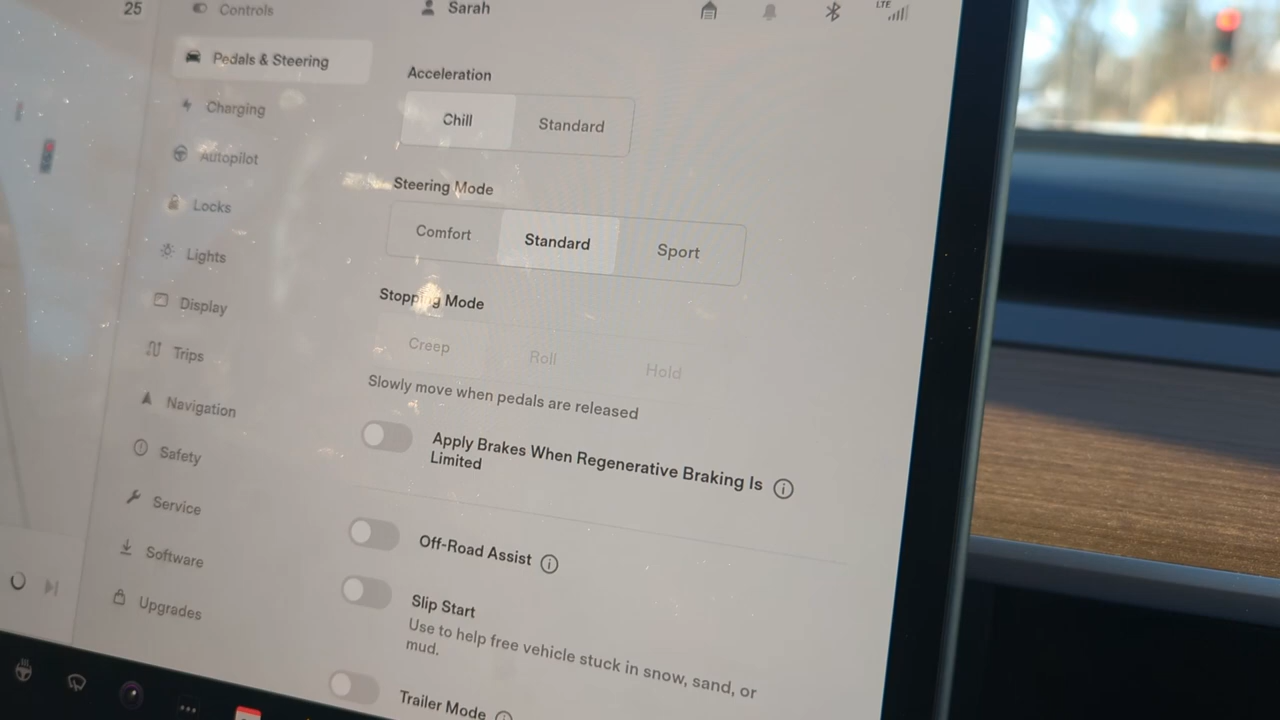 25
Controls
Sarah
LTE
Pedals & Steering
Charging
Autopilot
Locks
Lights
Display
Trips
Navigation
Safety
Service
Software
Upgrades
Acceleration
Chill
Standard
Steering Mode
Comfort
Standard
Sport
Stopping Mode
Creep
Roll
Hold
Slowly move when pedals are released
Apply Brakes When Regenerative Braking Is
Limited
Off-Road Assist
Slip Start
Use to help free vehicle stuck in snow, sand, or
mud.
Trailer Mode